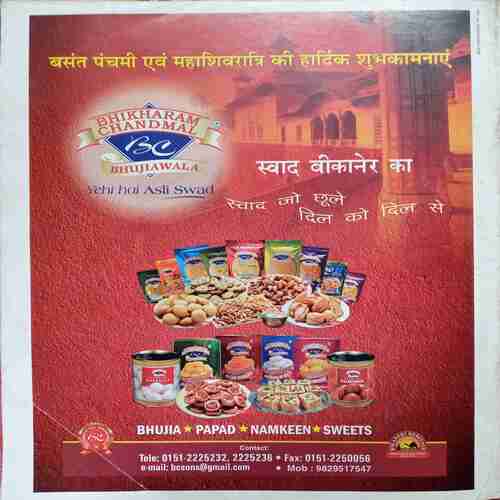 बसंत पंचमी एवं महाशिवरात्रि की हार्दिक शुभकामनाएं
BHIKHARAM
CHANDMAL
BC
BHUJIAWALA
Yehi hai Asli Swad
स्वाद बीकानेर का
स्वाद जो छूले
दिल को दिल से
BHUJIA ★ PAPAD ★ NAMKEEN ★ SWEETS
Contact:
Tele: 0151-2225232, 2225236 • Fax: 0151-2250056
e-mail: bcsons@gmail.com • Mob : 9829517547